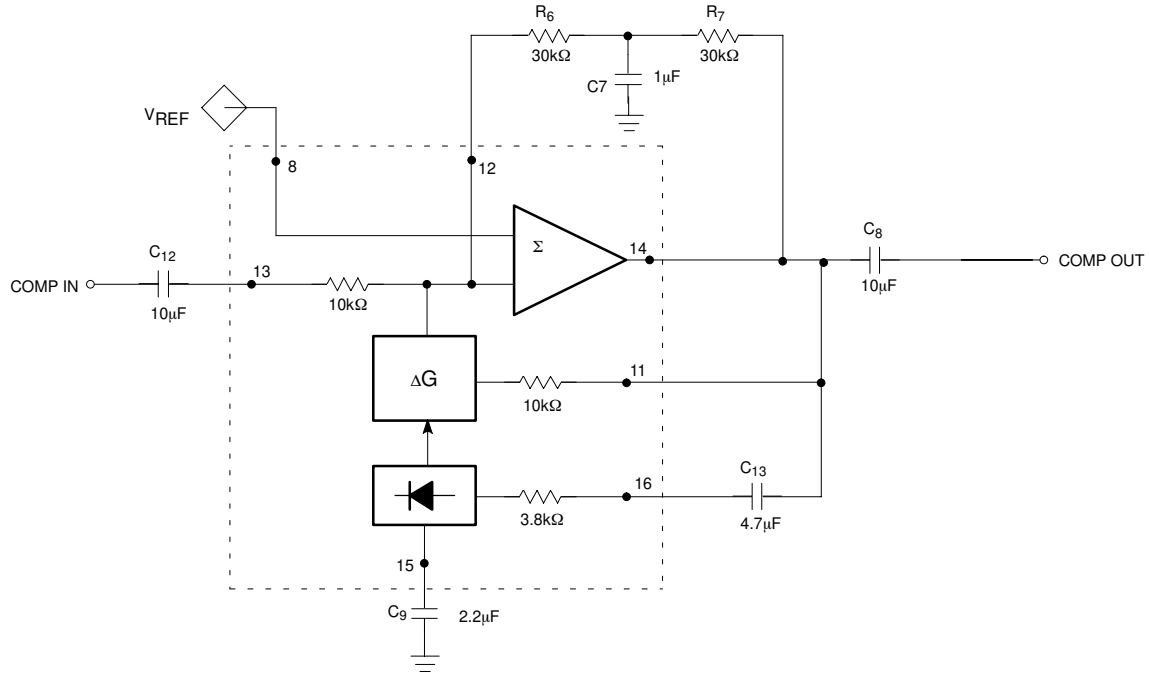 R6
R7
30kΩ
30kΩ
C7
1μF
VREF
8
12
Σ
14
C8
C12
13
COMP IN
COMP OUT
10μF
10kΩ
10μF
ΔG
11
10kΩ
C13
16
3.8kΩ
4.7μF
15
C9
2.2μF